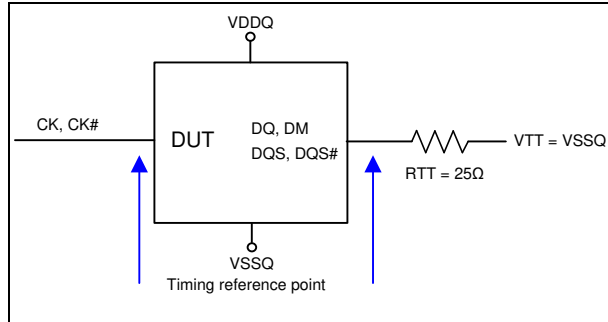 VDDQ
CK, CK#
DUT
DQ, DM
DQS, DQS#
VTT = VSSQ
RTT = 25Ω
VSSQ
Timing reference point